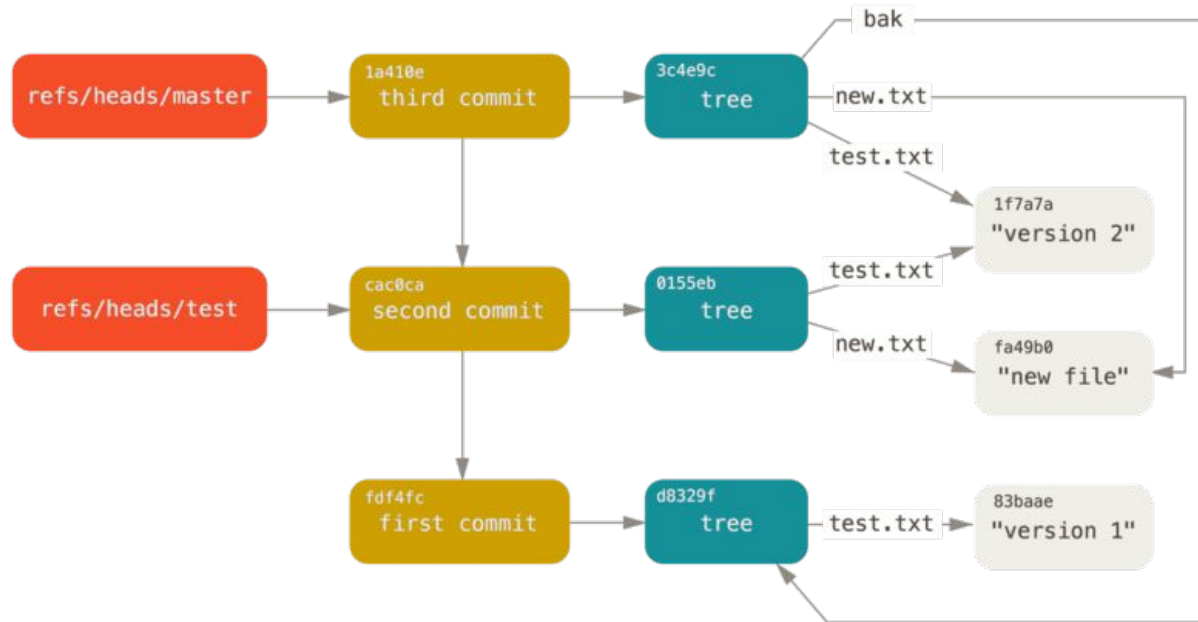 bak
refs/heads/master
1a410e
third commit
3c4e9c
tree
new.txt
test.txt
1f7a7a
"version 2"
refs/heads/test
cac0ca
second commit
0155eb
tree
test.txt
new.txt
fa49b0
"new file"
fdf4fc
first commit
d8329f
tree
test.txt
83baae
"version 1"